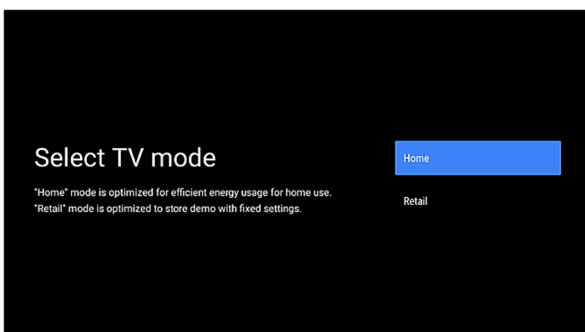 Select TV mode
"Home" mode is optimized for efficient energy usage for home use.
"Retail" mode is optimized to store demo with fixed settings.
Home
Retail